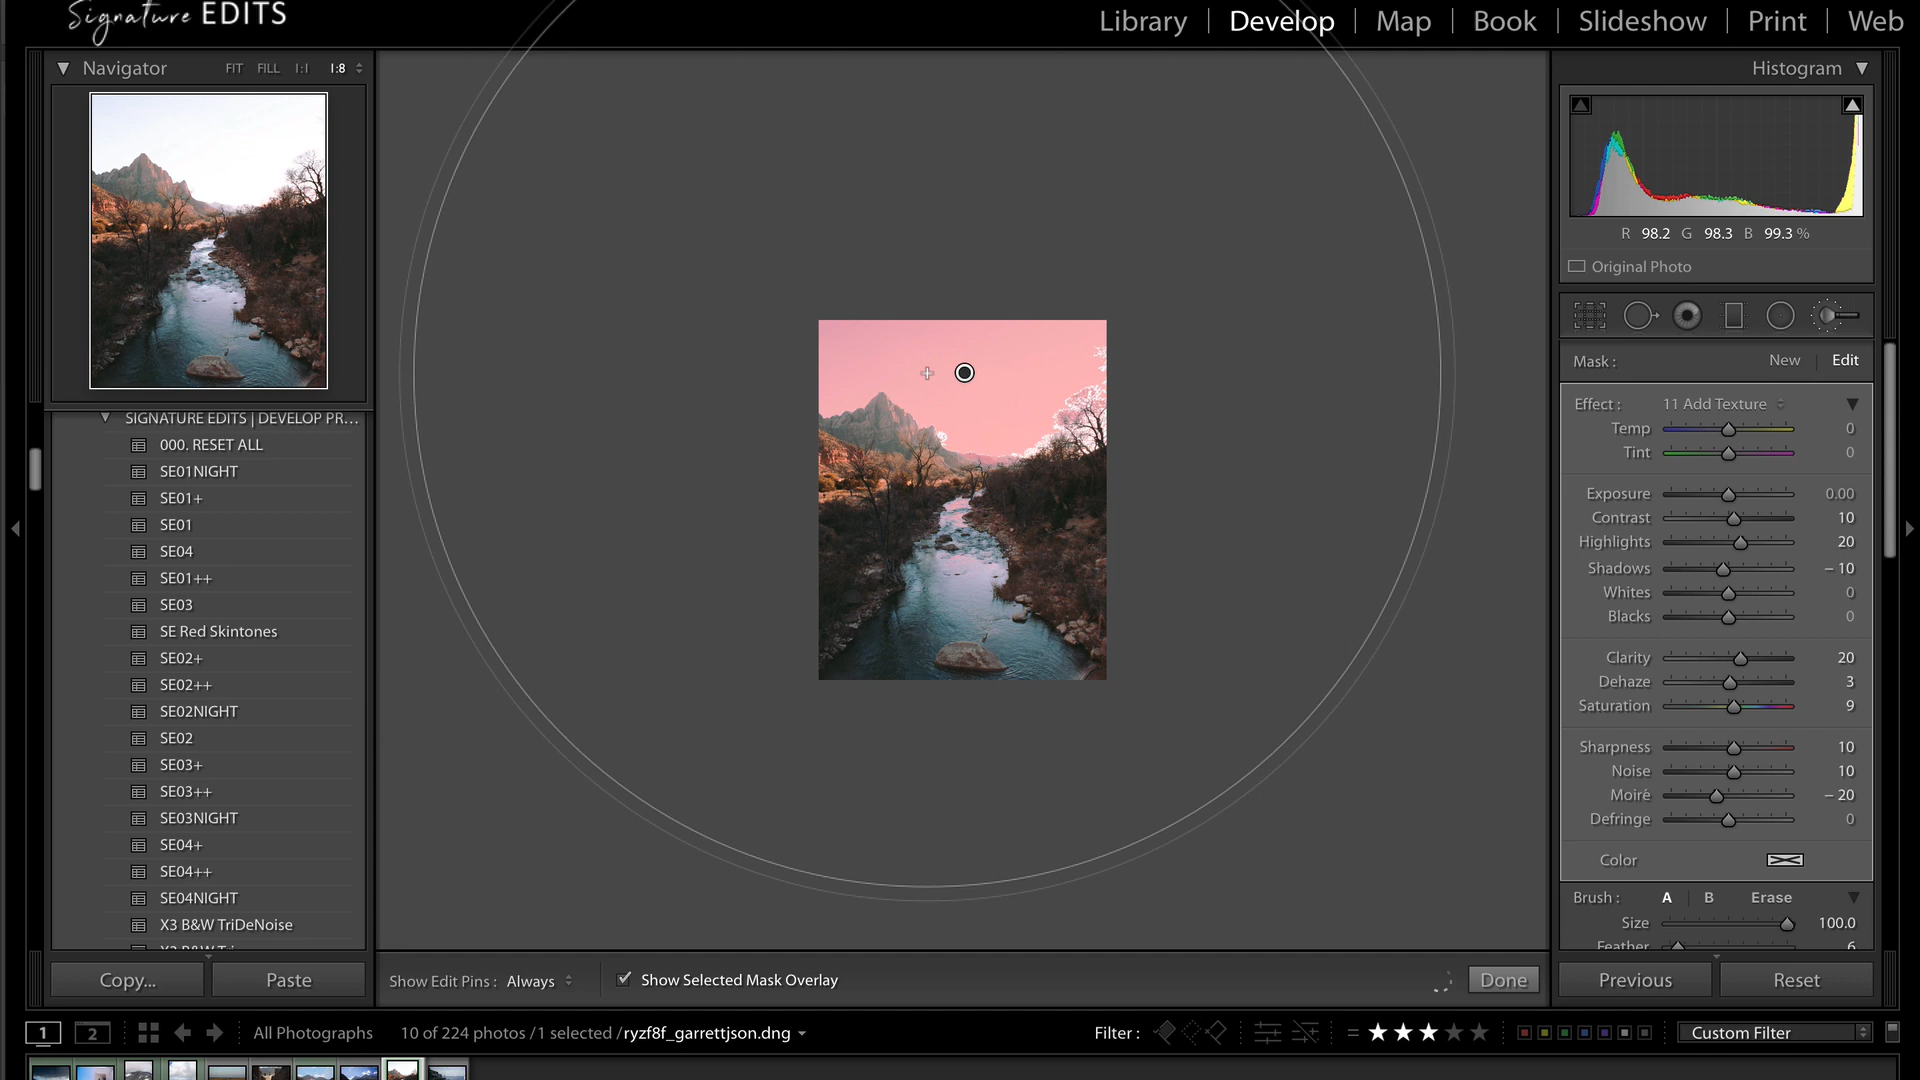 Signature EDITS
Library | Develop | Map | Book | Slideshow | Print | Web
Navigator FIT FILL 1:1 1:8
SIGNATURE EDITS | DEVELOP PR...
000. RESET ALL
SE01NIGHT
SE01+
SE01
SE04
SE01++
SE03
SE Red Skintones
SE02+
SE02++
SE02NIGHT
SE02
SE03+
SE03++
SE03NIGHT
SE04+
SE04++
SE04NIGHT
X3 B&W TriDeNoise
Copy... Paste
Show Edit Pins : Always
Show Selected Mask Overlay
Done
Histogram
R 98.2 G 98.3 B 99.3 %
Original Photo
Mask : New | Edit
Effect : 11 Add Texture
Temp 0
Tint 0
Exposure 0.00
Contrast 10
Highlights 20
Shadows – 10
Whites 0
Blacks 0
Clarity 20
Dehaze 3
Saturation 9
Sharpness 10
Noise 10
Moiré – 20
Defringe 0
Color
Brush : A | B Erase
Size 100.0
Feather 6
Previous Reset
1 2 All Photographs 10 of 224 photos /1 selected /ryzf8f_garrettjson.dng
Filter : = Custom Filter